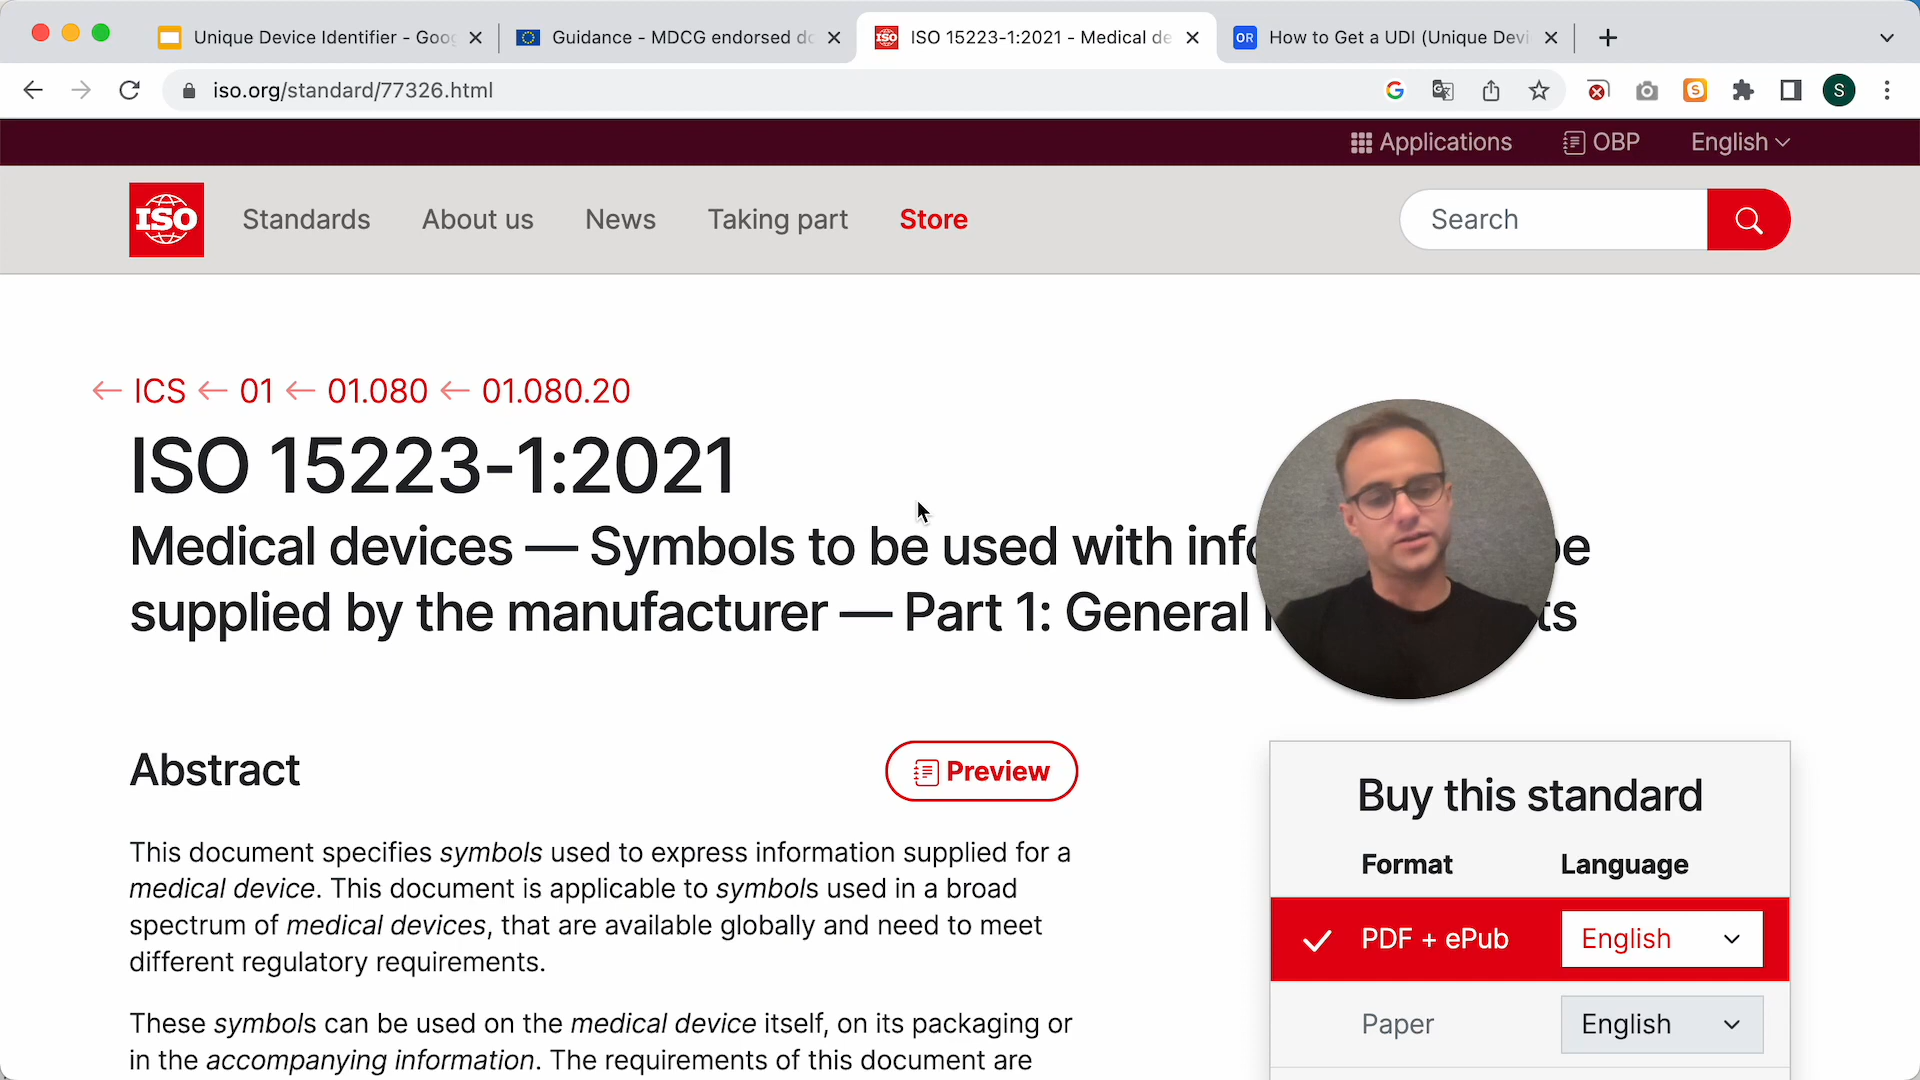 Unique Device Identifier - Goo
Guidance - MDCG endorsed do
ISO 15223-1:2021 - Medical de
OR
How to Get a UDI (Unique Devi
iso.org/standard/77326.html
S
S
Applications
OBP
English
ISO
Standards
About us
News
Taking part
Store
Search
← ICS ← 01 ← 01.080 ← 01.080.20
ISO 15223-1:2021
Medical devices — Symbols to be used with info be
supplied by the manufacturer — Part 1: General ts
Abstract
Preview
This document specifies symbols used to express information supplied for a
medical device. This document is applicable to symbols used in a broad
spectrum of medical devices, that are available globally and need to meet
different regulatory requirements.
These symbols can be used on the medical device itself, on its packaging or
in the accompanying information. The requirements of this document are
Buy this standard
Format
Language
PDF + ePub
English
Paper
English